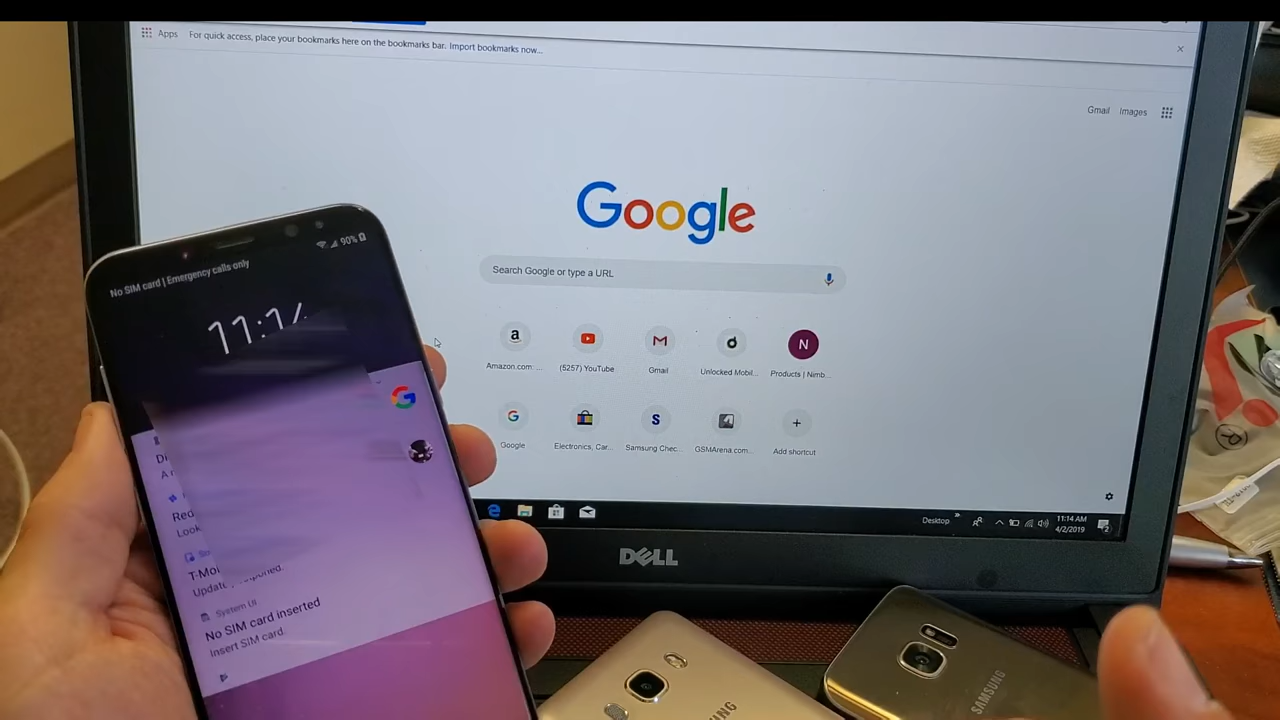 Apps For quick access, place your bookmarks here on the bookmarks bar. Import bookmarks now...
Gmail Images
Google
Search Google or type a URL
Amazon.com: ... (5257) YouTube Gmail Unlocked Mobil... Products | Nimb...
Google Electronics, Car... Samsung Chec... GSMArena.com... Add shortcut
Desktop
11:14 AM
4/2/2019
DELL
SAMSUNG
No SIM card | Emergency calls only
90%
System UI
No SIM card inserted
Insert SIM card.